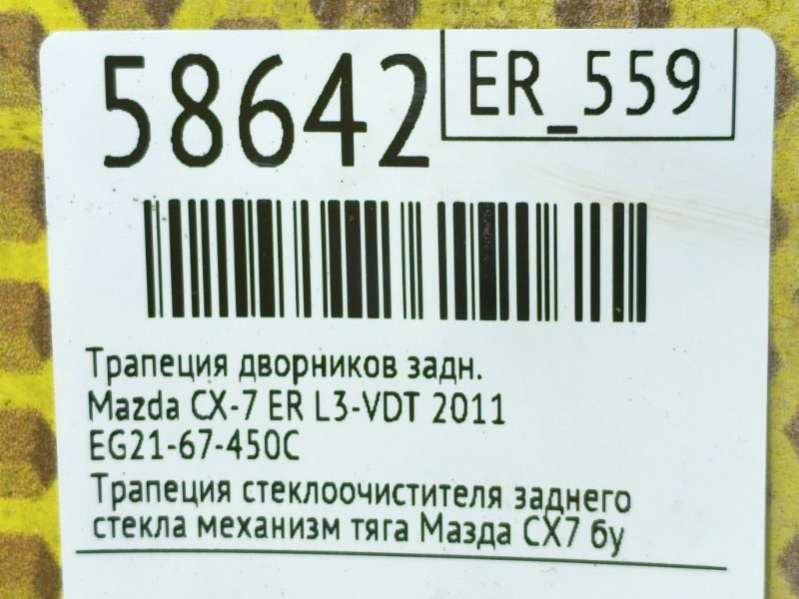 58642
ER_559
Трапеция дворников задн.
Mazda CX-7 ER L3-VDT 2011
EG21-67-450C
Трапеция стеклоочистителя заднего
стекла механизм тяга Мазда СХ7 бу